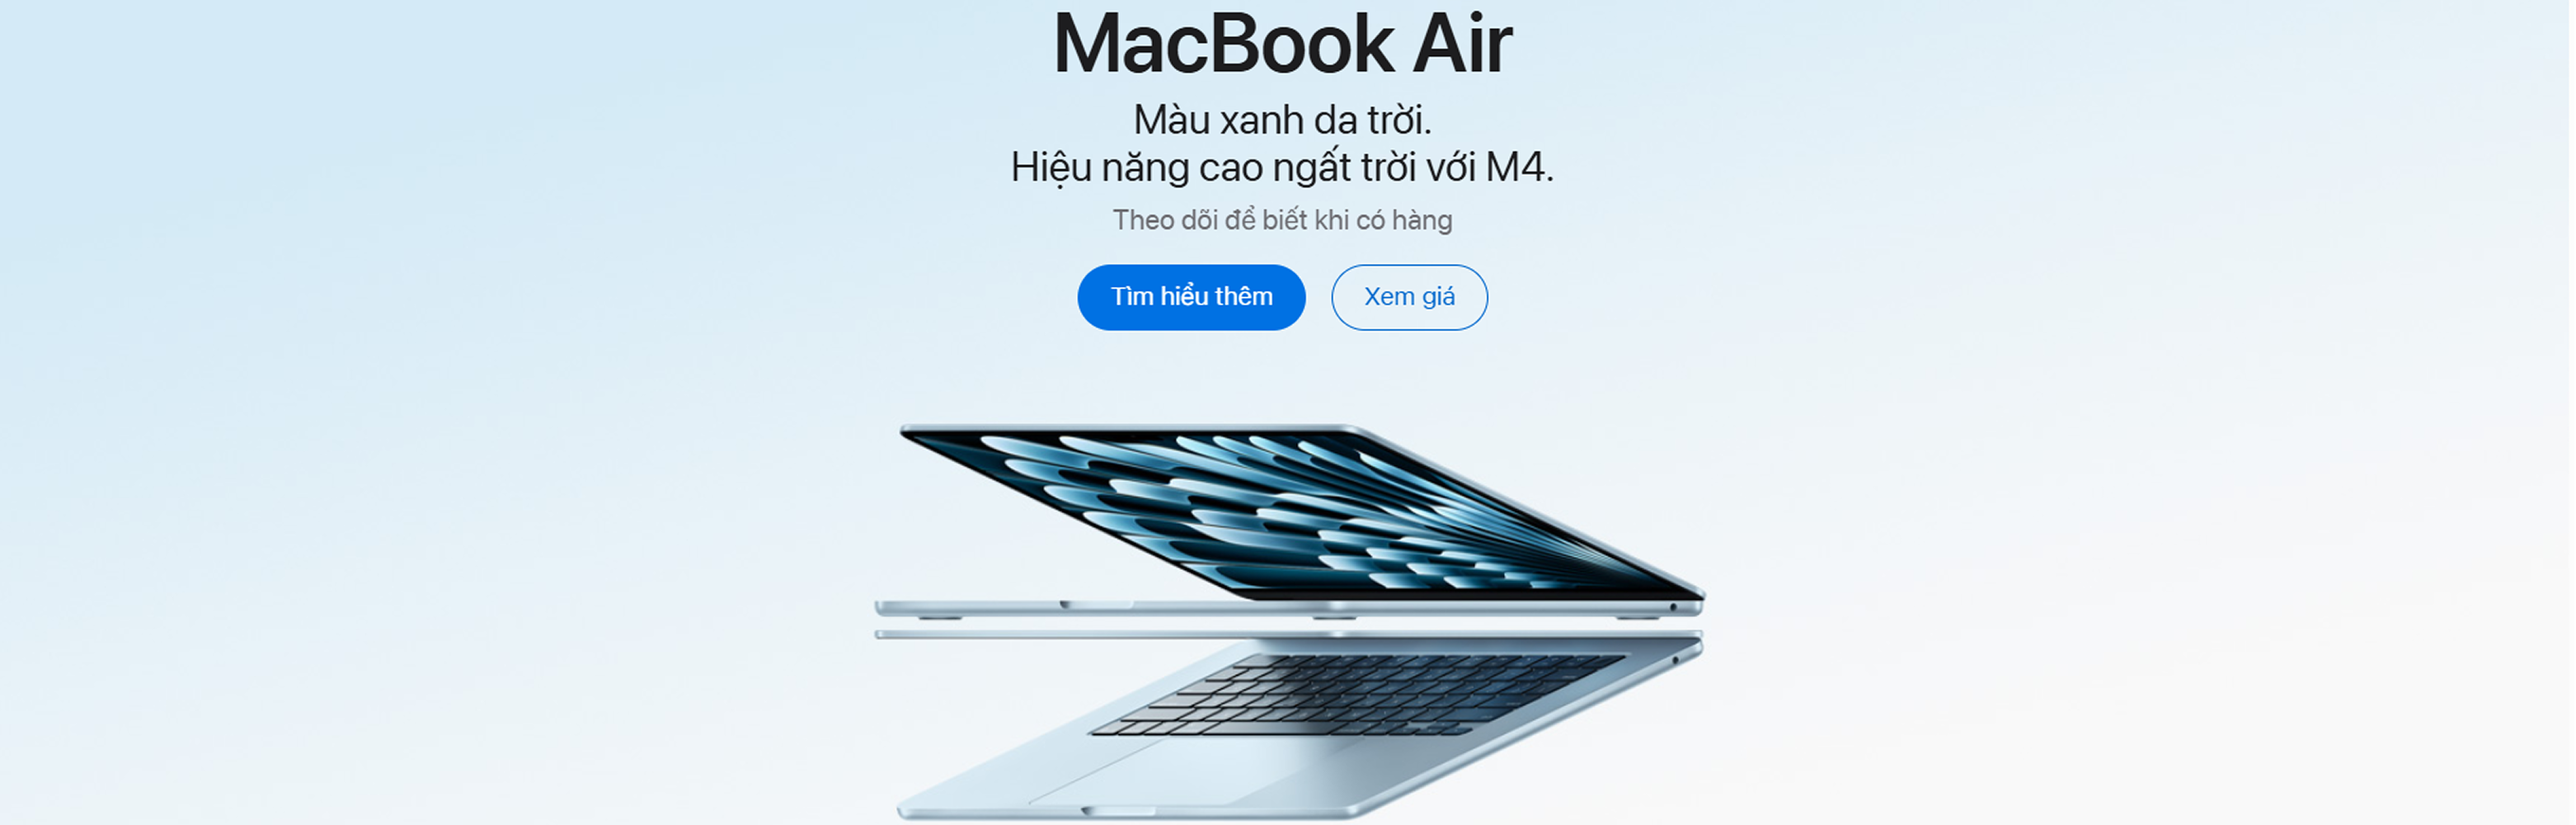 MacBook Air
Màu xanh da trời.
Hiệu năng cao ngất trời với M4.
Theo dõi để biết khi có hàng
Tìm hiểu thêm
Xem giá